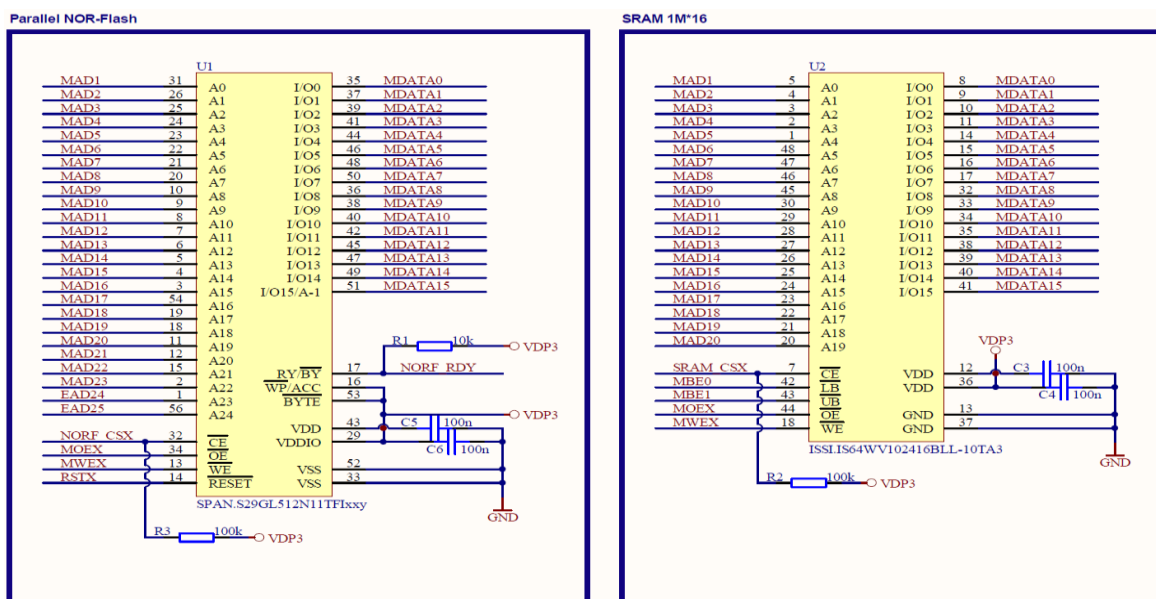 Parallel NOR-Flash
U1
MAD1 31 A0 I/O0 35 MDATA0
MAD2 26 A1 I/O1 37 MDATA1
MAD3 25 A2 I/O2 39 MDATA2
MAD4 24 A3 I/O3 41 MDATA3
MAD5 23 A4 I/O4 44 MDATA4
MAD6 22 A5 I/O5 46 MDATA5
MAD7 21 A6 I/O6 48 MDATA6
MAD8 20 A7 I/O7 50 MDATA7
MAD9 10 A8 I/O8 36 MDATA8
MAD10 9 A9 I/O9 38 MDATA9
MAD11 8 A10 I/O10 40 MDATA10
MAD12 7 A11 I/O11 42 MDATA11
MAD13 6 A12 I/O12 45 MDATA12
MAD14 5 A13 I/O13 47 MDATA13
MAD15 4 A14 I/O14 49 MDATA14
MAD16 3 A15 I/O15/A-1 51 MDATA15
MAD17 54 A16
MAD18 19 A17
MAD19 18 A18
MAD20 11 A19
MAD21 12 A20
MAD22 15 A21
MAD23 2 A22
EAD24 1 A23
EAD25 56 A24
R1 10k VDP3
RY/BY 17 NORF_RDY
WP/ACC 16
BYTE 53
VDP3
VDD 43 C5 100n
VDDIO 29 C6 100n
NORF_CSX 32 CE
MOEX 34 OE
MWEX 13 WE VSS 52
RSTX 14 RESET VSS 33
SPAN.S29GL512N11TFIxxy
GND
R3 100k VDP3
SRAM 1M*16
U2
MAD1 5 A0 I/O0 8 MDATA0
MAD2 4 A1 I/O1 9 MDATA1
MAD3 3 A2 I/O2 10 MDATA2
MAD4 2 A3 I/O3 11 MDATA3
MAD5 1 A4 I/O4 14 MDATA4
MAD6 48 A5 I/O5 15 MDATA5
MAD7 47 A6 I/O6 16 MDATA6
MAD8 46 A7 I/O7 17 MDATA7
MAD9 45 A8 I/O8 32 MDATA8
MAD10 30 A9 I/O9 33 MDATA9
MAD11 29 A10 I/O10 34 MDATA10
MAD12 28 A11 I/O11 35 MDATA11
MAD13 27 A12 I/O12 38 MDATA12
MAD14 26 A13 I/O13 39 MDATA13
MAD15 25 A14 I/O14 40 MDATA14
MAD16 24 A15 I/O15 41 MDATA15
MAD17 23 A16
MAD18 22 A17
MAD19 21 A18
MAD20 20 A19
VDP3
SRAM_CSX 7 CE VDD 12 C3 100n
MBE0 42 LB VDD 36 C4 100n
MBE1 43 UB
MOEX 44 OE GND 13
MWEX 18 WE GND 37
ISSI.IS64WV102416BLL-10TA3
GND
R2 100k VDP3